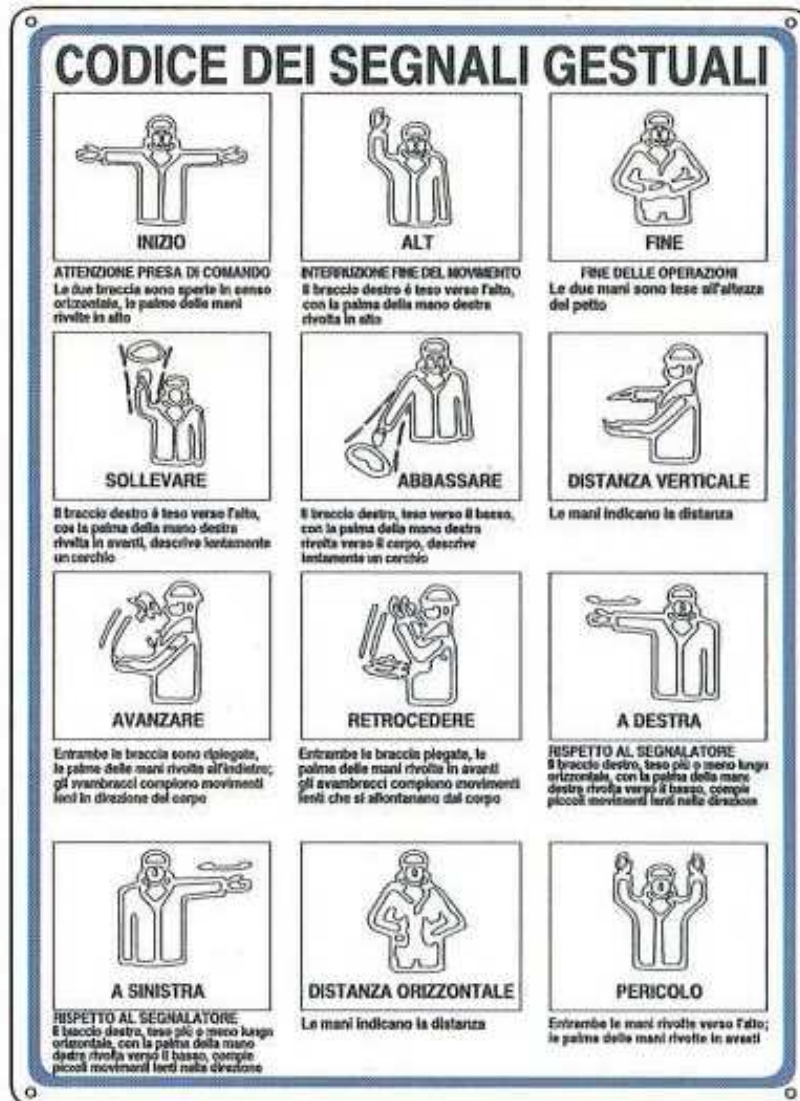 CODICE DEI SEGNALI GESTUALI
INIZIO
ATTENZIONE PRESA DI COMANDO
Le due braccia sono aperte in senso
orizzontale, le palme delle mani
rivolte in alto
ALT
INTERRUZIONE FINE DEL MOVIMENTO
Il braccio destro è teso verso l'alto,
con la palma della mano destra
rivolta in alto
FINE
FINE DELLE OPERAZIONI
Le due mani sono tese all'altezza
del petto
SOLLEVARE
Il braccio destro è teso verso l'alto,
con la palma della mano destra
rivolta in avanti, descrive lentamente
un cerchio
ABBASSARE
Il braccio destro, teso verso il basso,
con la palma della mano destra
rivolta verso il corpo, descrive
lentamente un cerchio
DISTANZA VERTICALE
Le mani indicano la distanza
AVANZARE
Entrambe le braccia sono ripiegate,
le palme delle mani rivolte all'indietro;
gli avambracci compiono movimenti
lenti in direzione del corpo
RETROCEDERE
Entrambe le braccia piegate, le
palme delle mani rivolte in avanti
gli avambracci compiono movimenti
lenti che si allontanano dal corpo
A DESTRA
RISPETTO AL SEGNALATORE
Il braccio destro, teso più o meno lungo
orizzontale, con la palma della mano
destra rivolta verso il basso, compie
piccoli movimenti lenti nella direzione
A SINISTRA
RISPETTO AL SEGNALATORE
Il braccio destro, teso più o meno lungo
orizzontale, con la palma della mano
destra rivolta verso il basso, compie
piccoli movimenti lenti nella direzione
DISTANZA ORIZZONTALE
Le mani indicano la distanza
PERICOLO
Entrambe le mani rivolte verso l'alto;
le palme delle mani rivolte in avanti